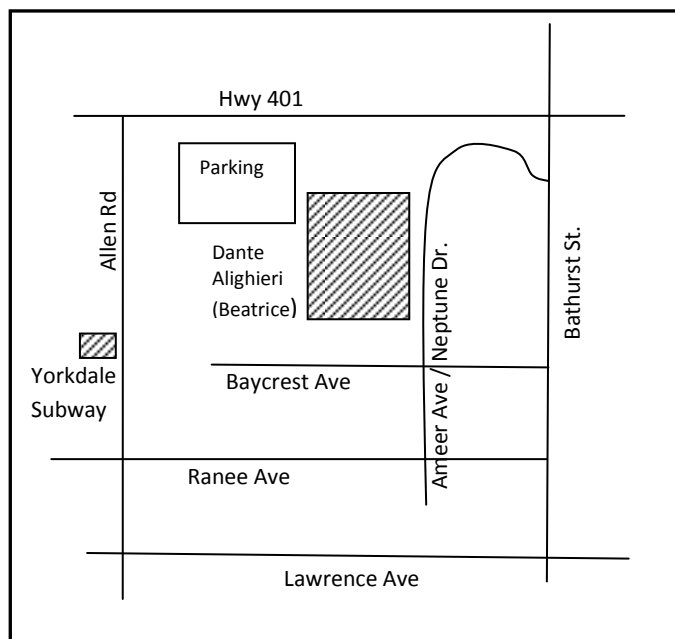 Hwy 401
Parking
Allen Rd
Dante
Alighieri
(Beatrice)
Ameer Ave / Neptune Dr.
Bathurst St.
Yorkdale
Subway
Baycrest Ave
Ranee Ave
Lawrence Ave